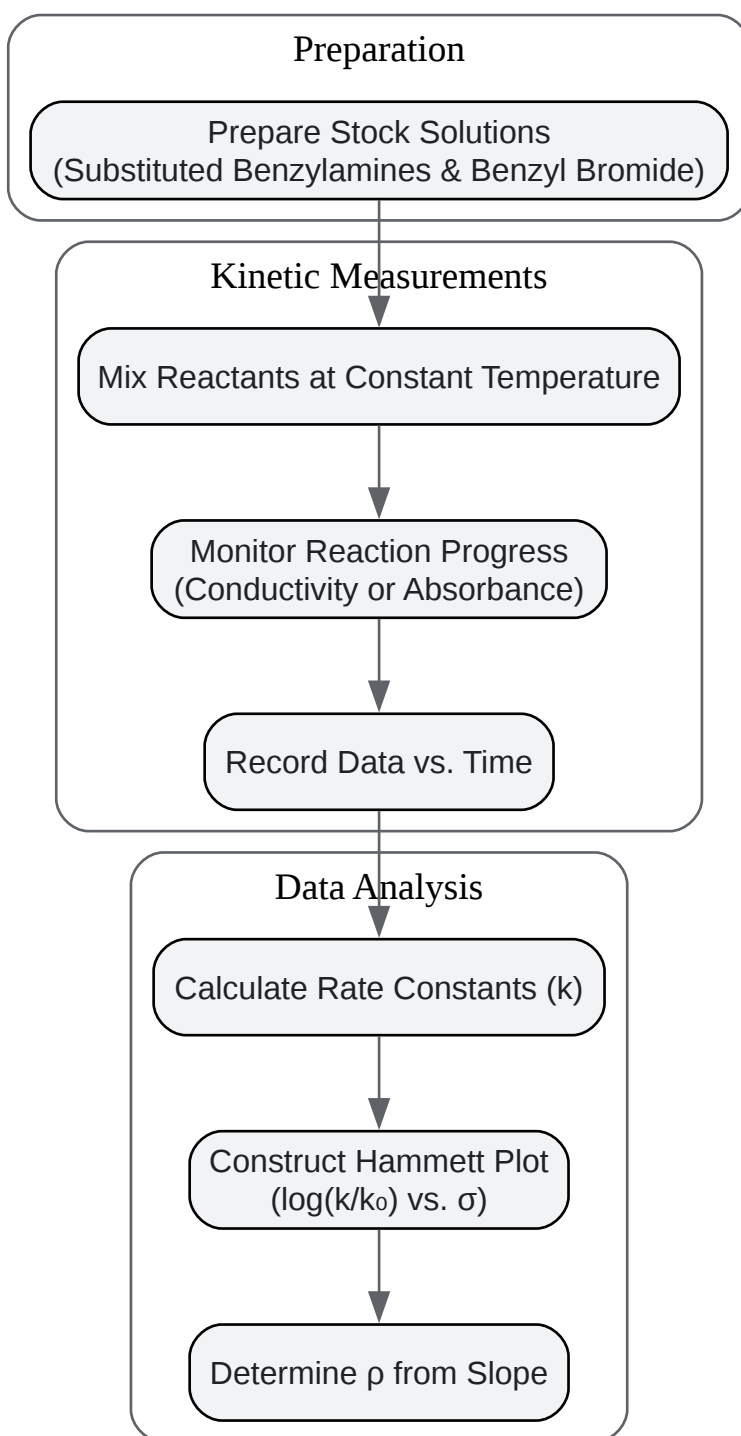 Preparation
Prepare Stock Solutions
(Substituted Benzylamines & Benzyl Bromide)
Kinetic Measurements
Mix Reactants at Constant Temperature
Monitor Reaction Progress
(Conductivity or Absorbance)
Record Data vs. Time
Data Analysis
Calculate Rate Constants (k)
Construct Hammett Plot
(log(k/k₀) vs. σ)
Determine ρ from Slope